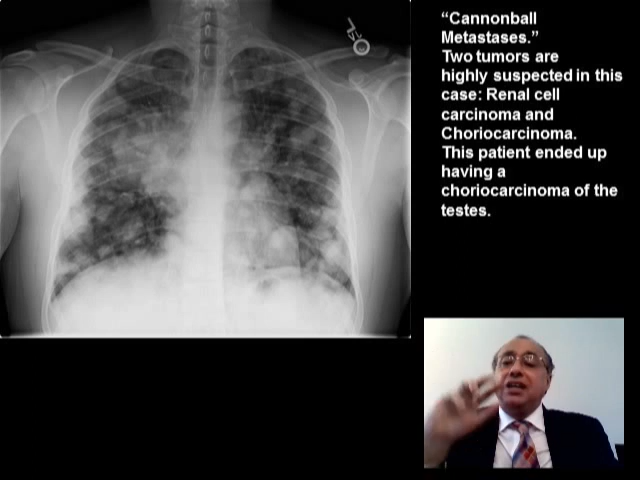 “Cannonball
Metastases.”
Two tumors are
highly suspected in this
case: Renal cell
carcinoma and
Choriocarcinoma.
This patient ended up
having a
choriocarcinoma of the
testes.